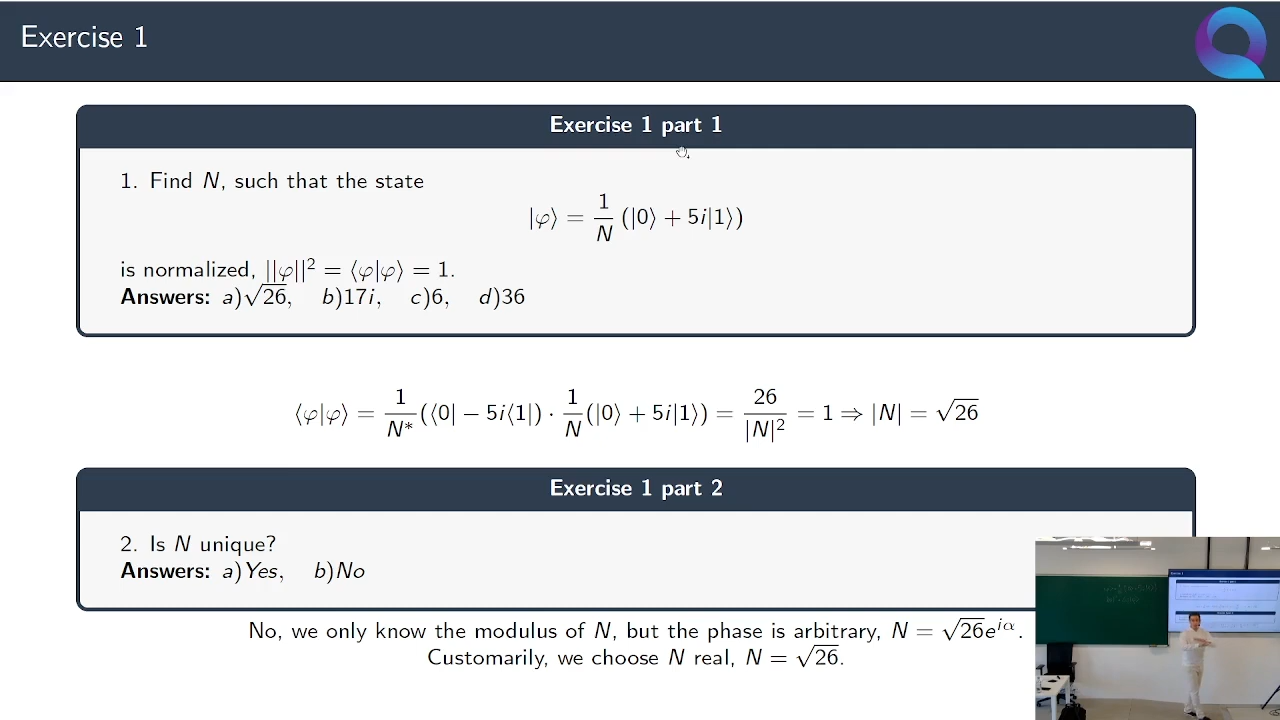 Exercise 1
Exercise 1 part 1
1. Find N, such that the state
|φ⟩ = 1/N (|0⟩ + 5i|1⟩)
is normalized, ||φ||² = ⟨φ|φ⟩ = 1.
Answers: a)√26, b)17i, c)6, d)36
⟨φ|φ⟩ = 1/N* (⟨0| − 5i⟨1|) · 1/N (|0⟩ + 5i|1⟩) = 26/|N|² = 1 ⇒ |N| = √26
Exercise 1 part 2
2. Is N unique?
Answers: a)Yes, b)No
No, we only know the modulus of N, but the phase is arbitrary, N = √26e^{iα}.
Customarily, we choose N real, N = √26.